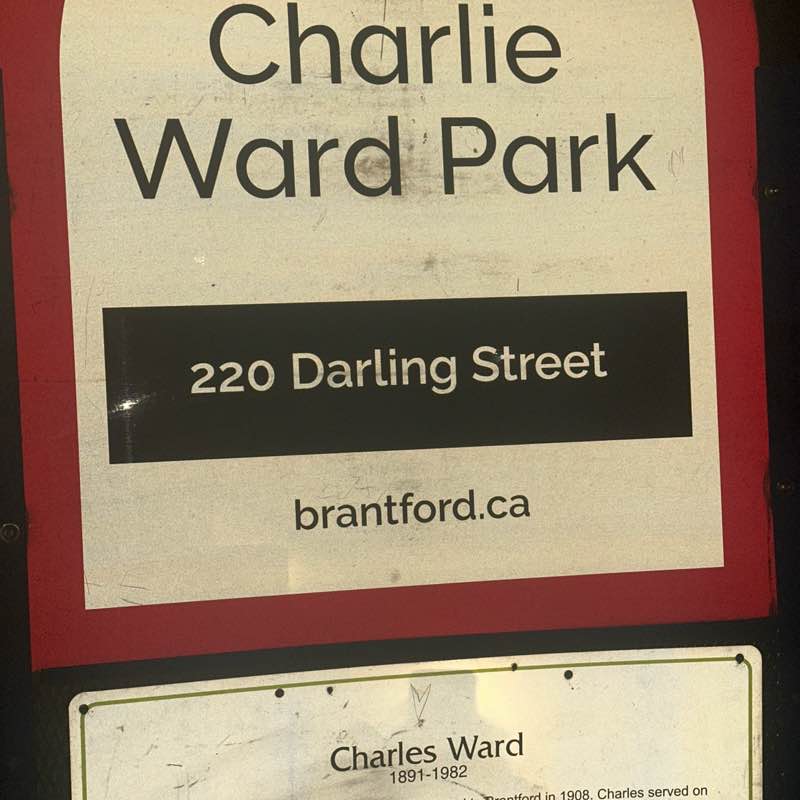 Charlie
Ward Park
220 Darling Street
brantford.ca
Charles Ward
1891-1982
Brantford in 1908. Charles served on